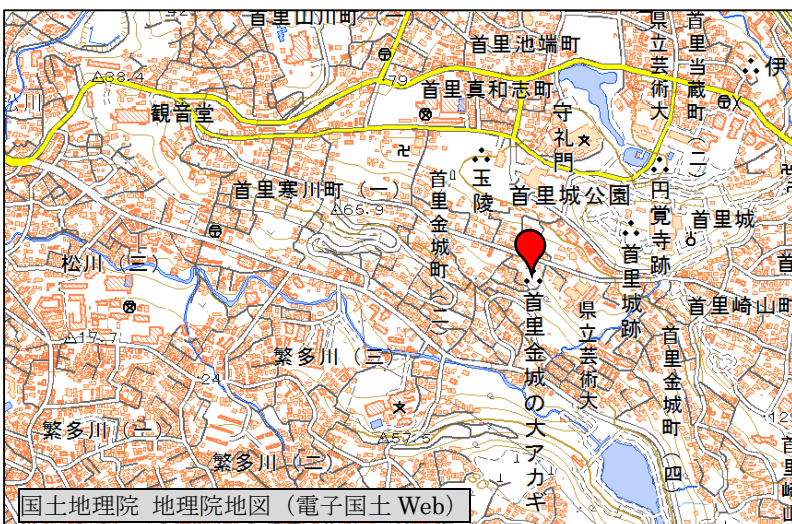 首里山川町
首里池端町
県立芸術大
首里当蔵町（二）
伊
△38.4
79
首里真和志町
観音堂
守礼門
玉陵
首里城公園
円覚寺跡
首里寒川町（一）
△65.9
首里金城町（二）
首里城
首里城跡
松川（三）
首里崎山町
首里金城の大アカギ
県立芸術大
首里金城町
四
△17.7
24
繁多川（三）
△57.5
繁多川（一）
繁多川（二）
国土地理院 地理院地図（電子国土 Web）